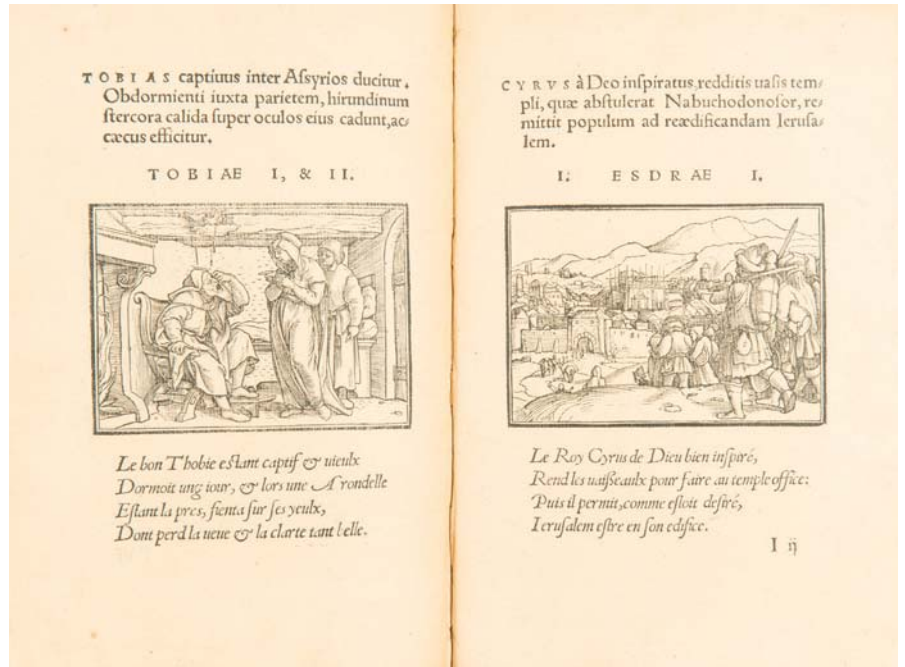 TOBIAS captiuus inter Aſsyrios ducitur.
Obdormienti iuxta parietem, hirundinum
ſtercora calida ſuper oculos eius cadunt, ac/
cæcus efficitur.
TOBIAE I, & II.
Le bon Thobie eſtant captif & uieulx
Dormoit ung iour, & lors une Arondelle
Eſtant la pres, fienta ſur ſes yeulx,
Dont perd la ueue & la clarte tant belle.
CYRVS à Deo inſpiratus, redditis uaſis tem/
pli, quæ abſtulerat Nabuchodonoſor, re/
mittit populum ad reædificandam Ieruſa/
lem.
I. ESDRAE I.
Le Roy Cyrus de Dieu bien inſpiré,
Rend les uaiſſeaulx pour faire au temple office:
Puis il permit, comme eſtoit deſiré,
Ieruſalem eſtre en ſon edifice.
I ij